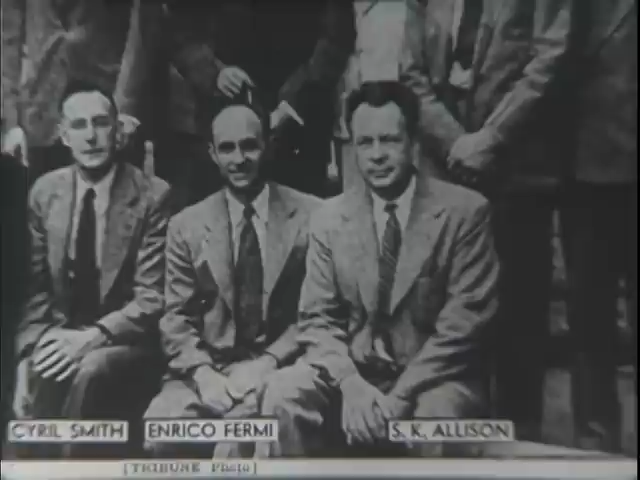 CYRIL SMITH
ENRICO FERMI
S. K. ALLISON
[TRIBUNE Photo]